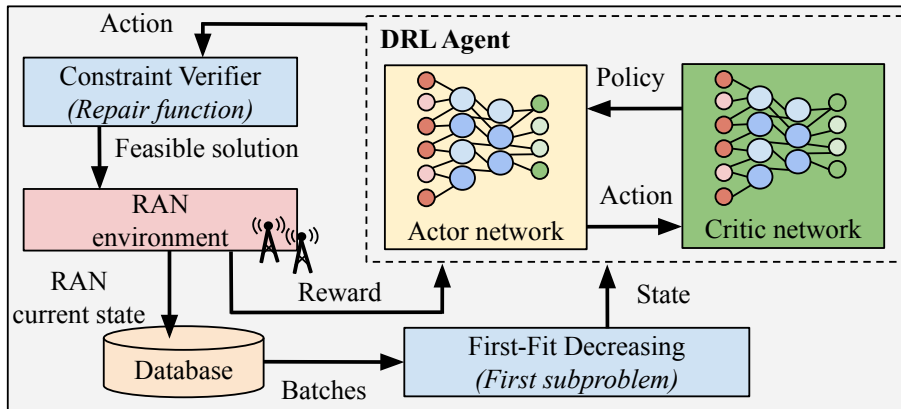 Action
DRL Agent
Constraint Verifier
(Repair function)
Policy
Feasible solution
Action
RAN
environment
Actor network
Critic network
RAN
current state
Reward
State
Database
Batches
First-Fit Decreasing
(First subproblem)